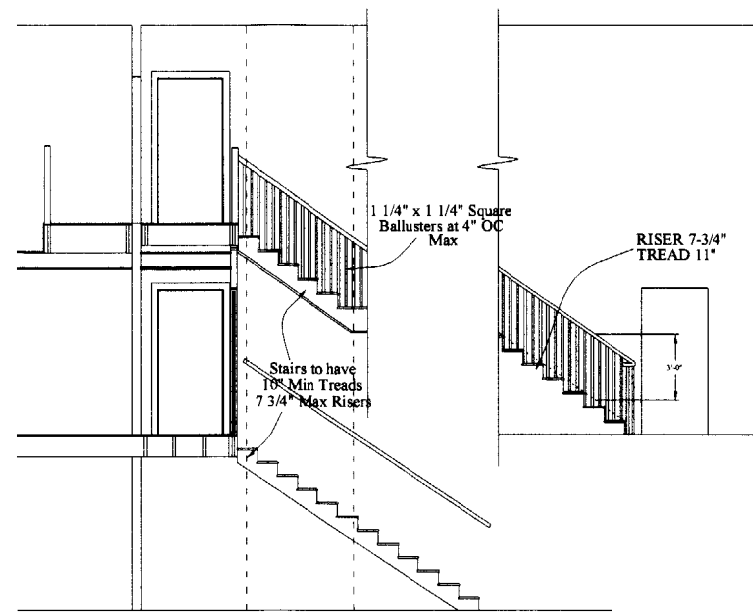 1 1/4" x 1 1/4" Square
Ballusters at 4" OC
Max
RISER 7-3/4"
TREAD 11"
3'-0"
Stairs to have
10" Min Treads
7 3/4" Max Risers